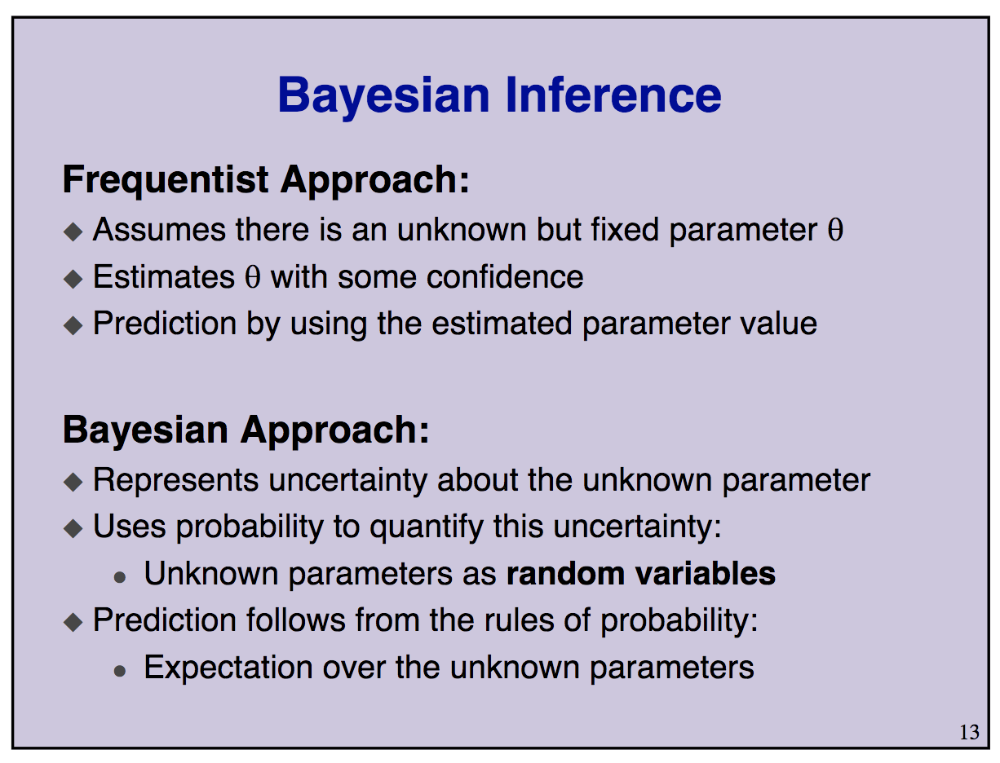 Bayesian Inference
Frequentist Approach:
◆ Assumes there is an unknown but fixed parameter θ
◆ Estimates θ with some confidence
◆ Prediction by using the estimated parameter value
Bayesian Approach:
◆ Represents uncertainty about the unknown parameter
◆ Uses probability to quantify this uncertainty:
● Unknown parameters as random variables
◆ Prediction follows from the rules of probability:
● Expectation over the unknown parameters
13